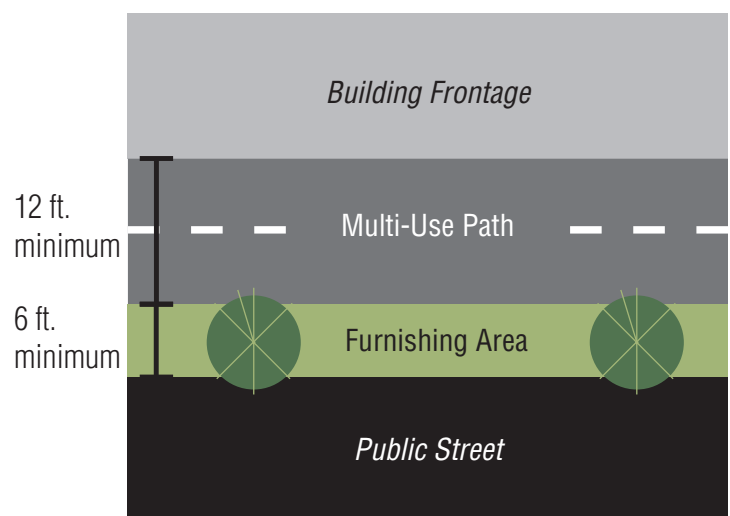 Building Frontage
12 ft.
minimum
Multi-Use Path
6 ft.
minimum
Furnishing Area
Public Street